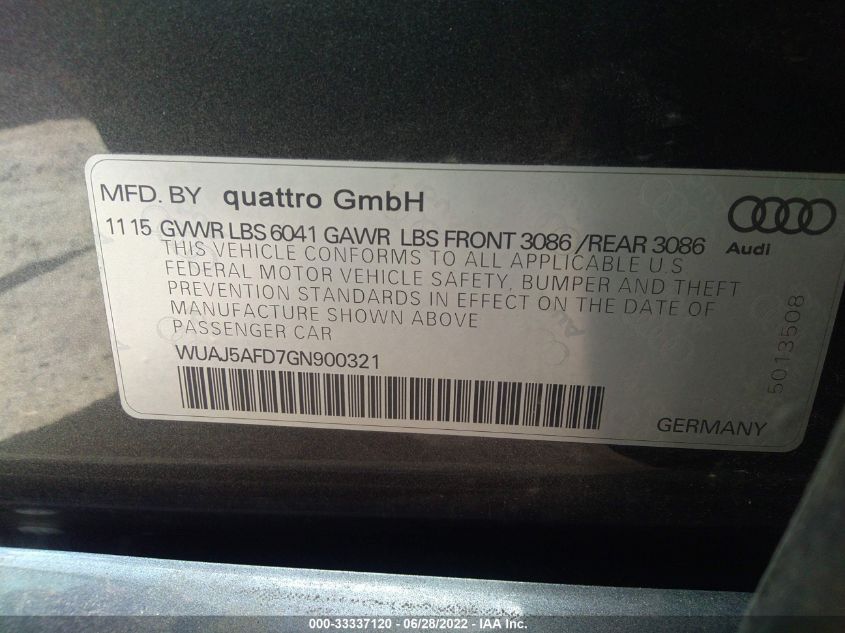 MFD. BY quattro GmbH
11 15 GVWR LBS 6041 GAWR LBS FRONT 3086 /REAR 3086
Audi
THIS VEHICLE CONFORMS TO ALL APPLICABLE U.S
FEDERAL MOTOR VEHICLE SAFETY, BUMPER AND THEFT
PREVENTION STANDARDS IN EFFECT ON THE DATE OF
MANUFACTURE SHOWN ABOVE
PASSENGER CAR
WUAJ5AFD7GN900321
5013508
GERMANY
000-33337120 - 06/28/2022 - IAA Inc.